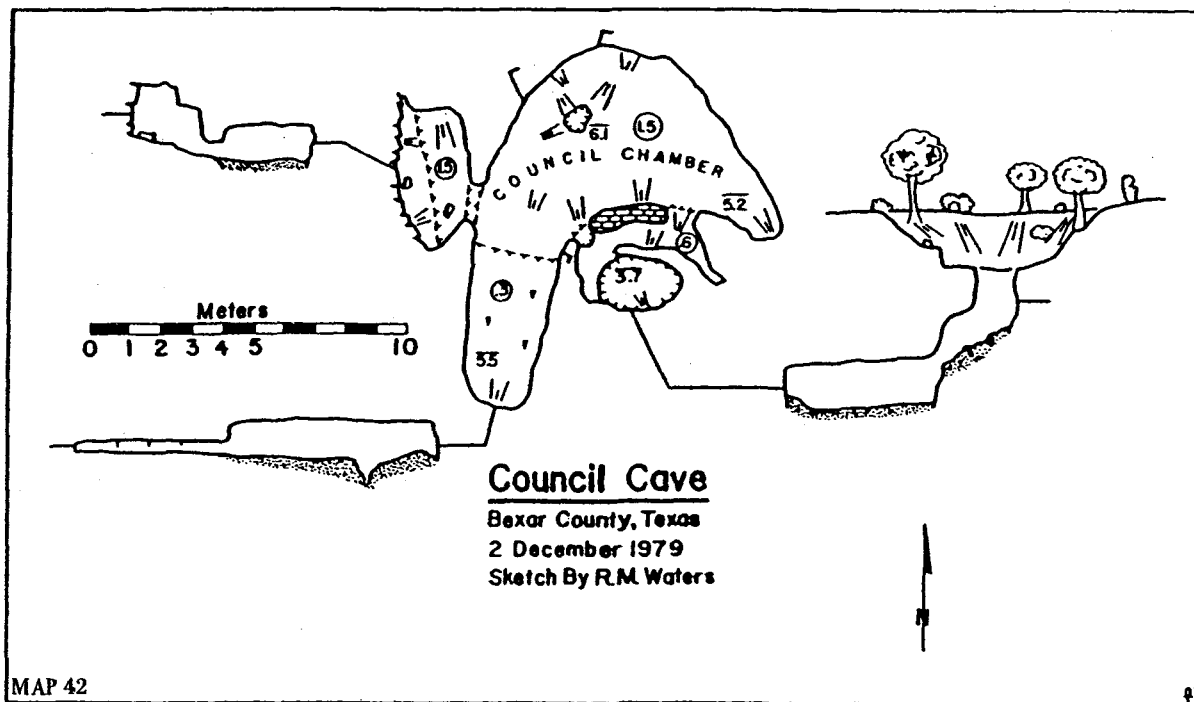 6.1
1.5
1.5
COUNCIL CHAMBER
5.2
.6
3.7
.3
5.5
Meters
0 1 2 3 4 5 10
Council Cave
Bexar County, Texas
2 December 1979
Sketch By R.M. Waters
N
MAP 42